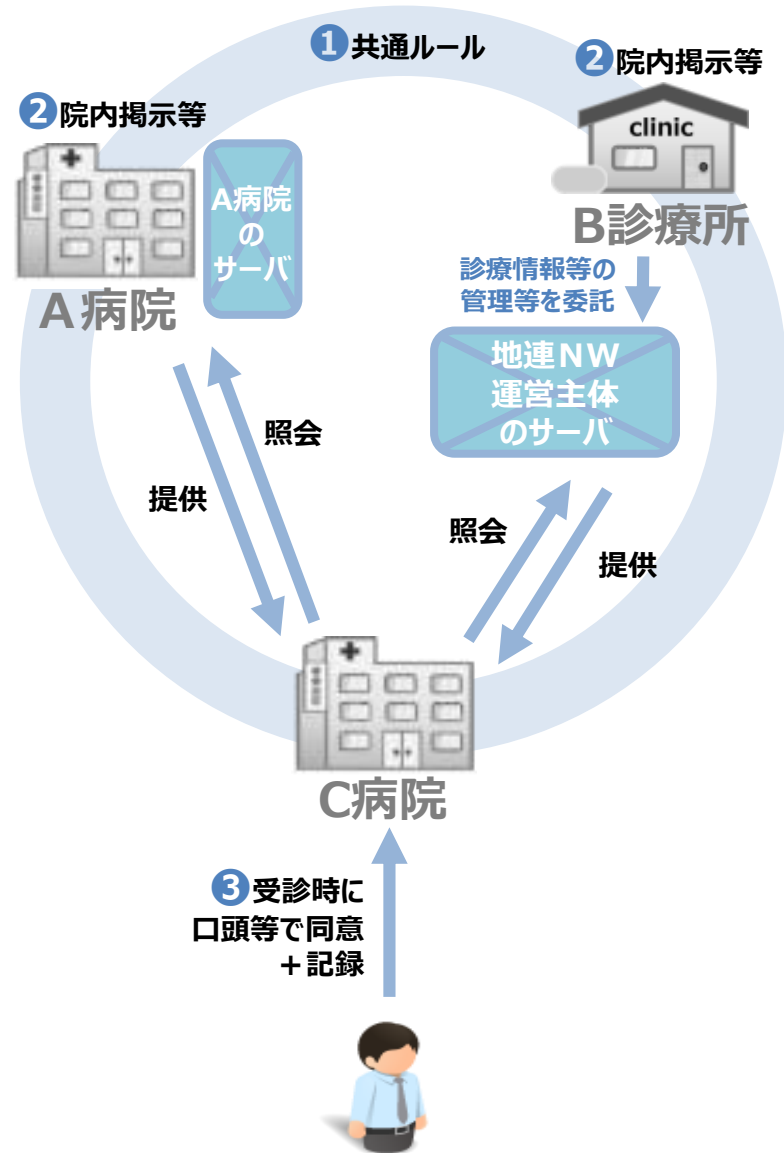 ❶共通ルール
❷院内掲示等
❷院内掲示等
clinic
A病院
の
サーバ
B診療所
A病院
診療情報等の
管理等を委託
地連NW
運営主体
のサーバ
照会
提供
照会
提供
C病院
❸受診時に
口頭等で同意
+記録